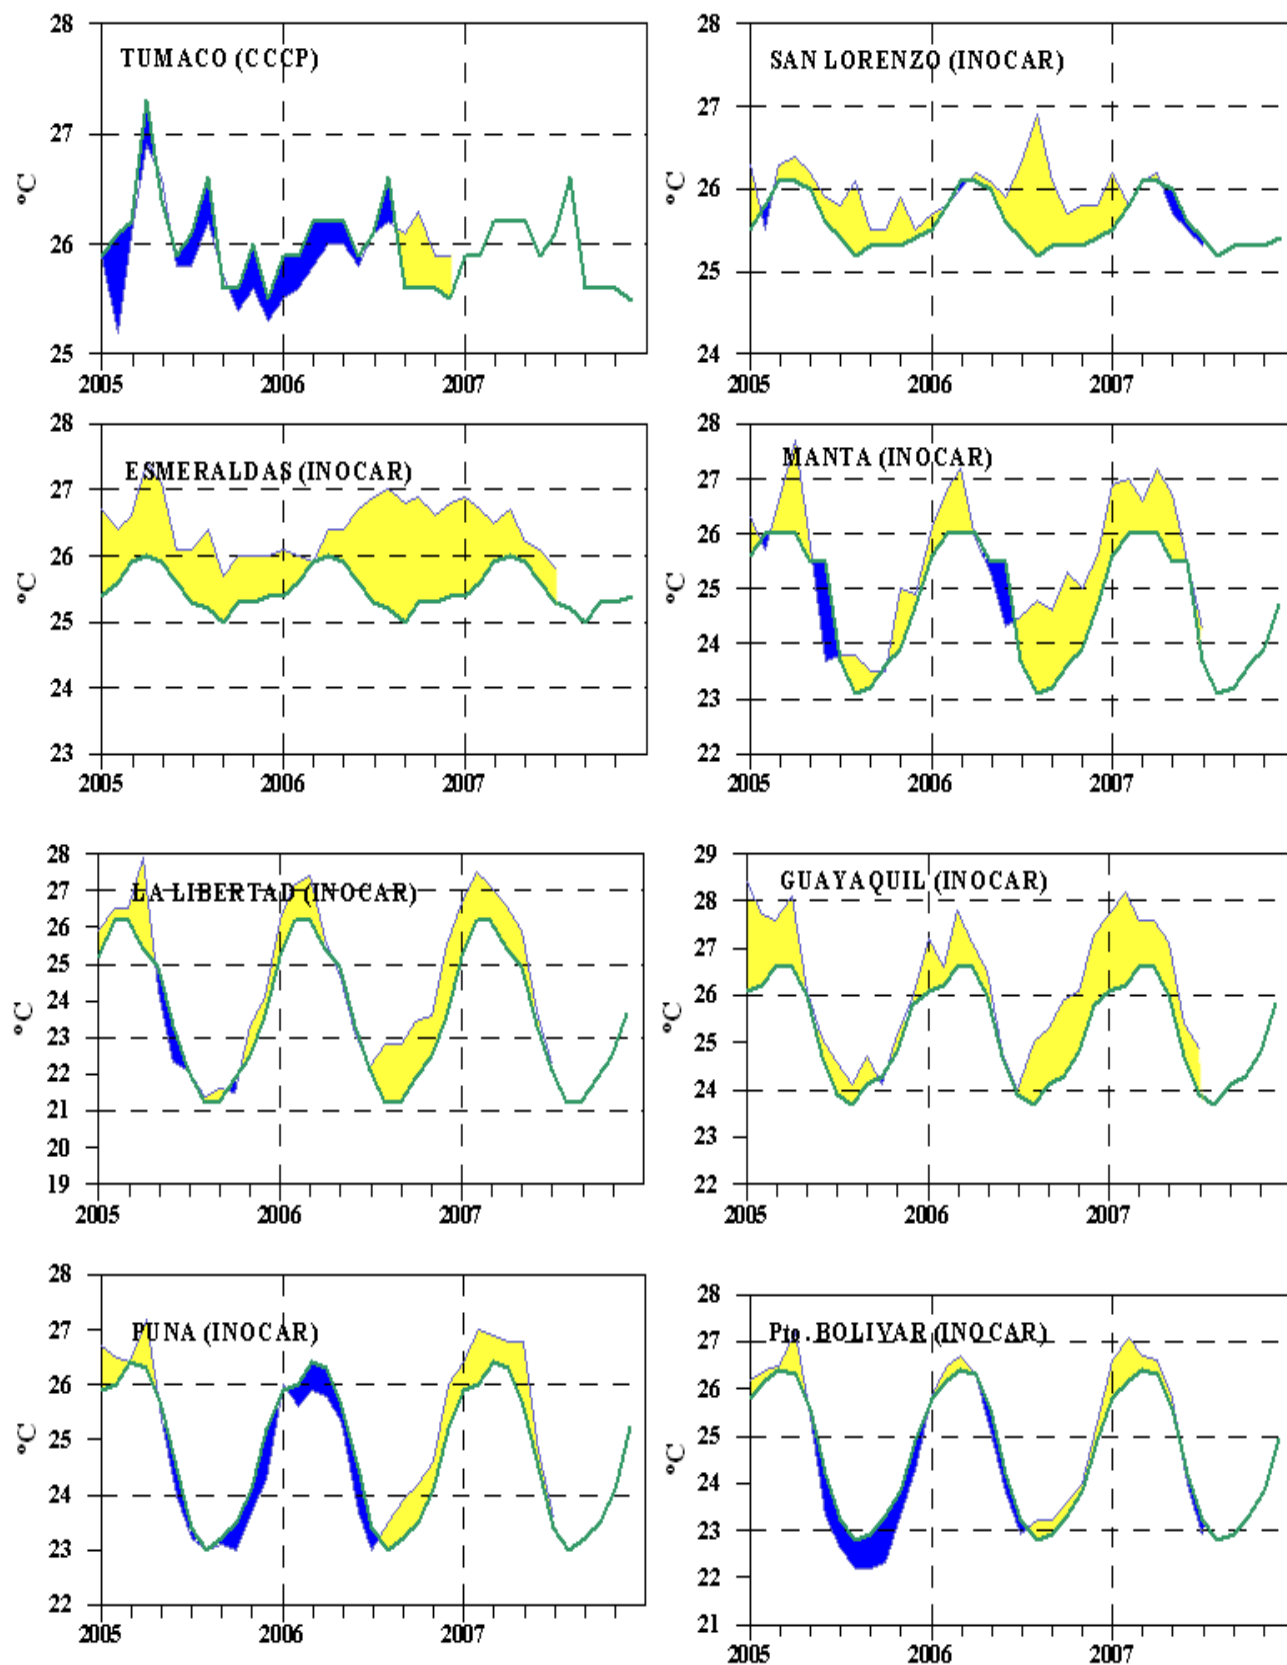 28
TUMACO (CCCP)
27
°C
26
25
2005 2006 2007
28
SAN LORENZO (INOCAR)
27
°C
26
25
24
2005 2006 2007
28
ESMERALDAS (INOCAR)
27
26
°C
25
24
23
2005 2006 2007
28
MANTA (INOCAR)
27
26
°C
25
24
23
22
2005 2006 2007
28
LA LIBERTAD (INOCAR)
27
26
25
24
°C
23
22
21
20
19
2005 2006 2007
29
GUAYAQUIL (INOCAR)
28
27
26
°C
25
24
23
22
2005 2006 2007
28
PUNA (INOCAR)
27
26
°C
25
24
23
22
2005 2006 2007
28
Pto. BOLIVAR (INOCAR)
27
26
25
°C
24
23
22
21
2005 2006 2007